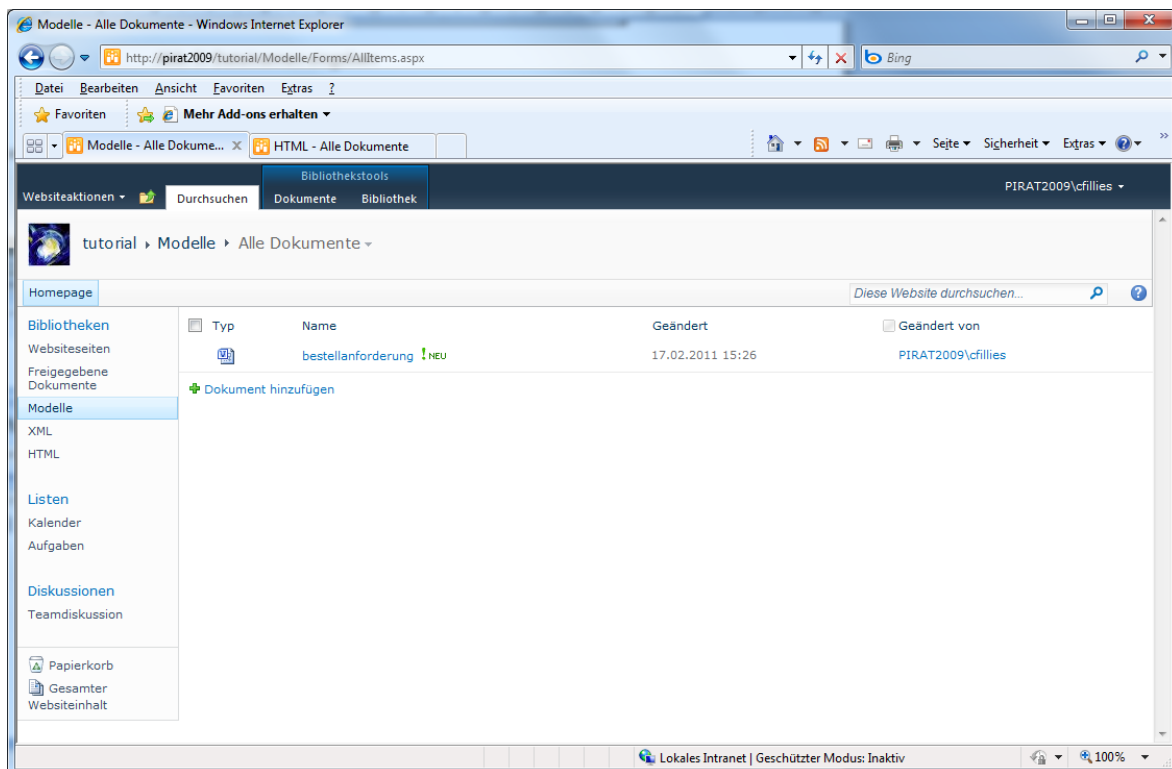 Modelle - Alle Dokumente - Windows Internet Explorer
http://pirat2009/tutorial/Modelle/Forms/AllItems.aspx
Bing
Datei Bearbeiten Ansicht Favoriten Extras ?
Favoriten Mehr Add-ons erhalten
Modelle - Alle Dokume... HTML - Alle Dokumente Seite Sicherheit Extras
Bibliothekstools
Websiteaktionen Durchsuchen Dokumente Bibliothek PIRAT2009\cfillies
tutorial Modelle Alle Dokumente
Homepage Diese Website durchsuchen...
Bibliotheken
Websiteseiten
Freigegebene
Dokumente
Modelle
XML
HTML
Listen
Kalender
Aufgaben
Diskussionen
Teamdiskussion
Papierkorb
Gesamter
Websiteinhalt
Typ Name Geändert Geändert von
bestellanforderung ! NEU 17.02.2011 15:26 PIRAT2009\cfillies
Dokument hinzufügen
Lokales Intranet | Geschützter Modus: Inaktiv 100%